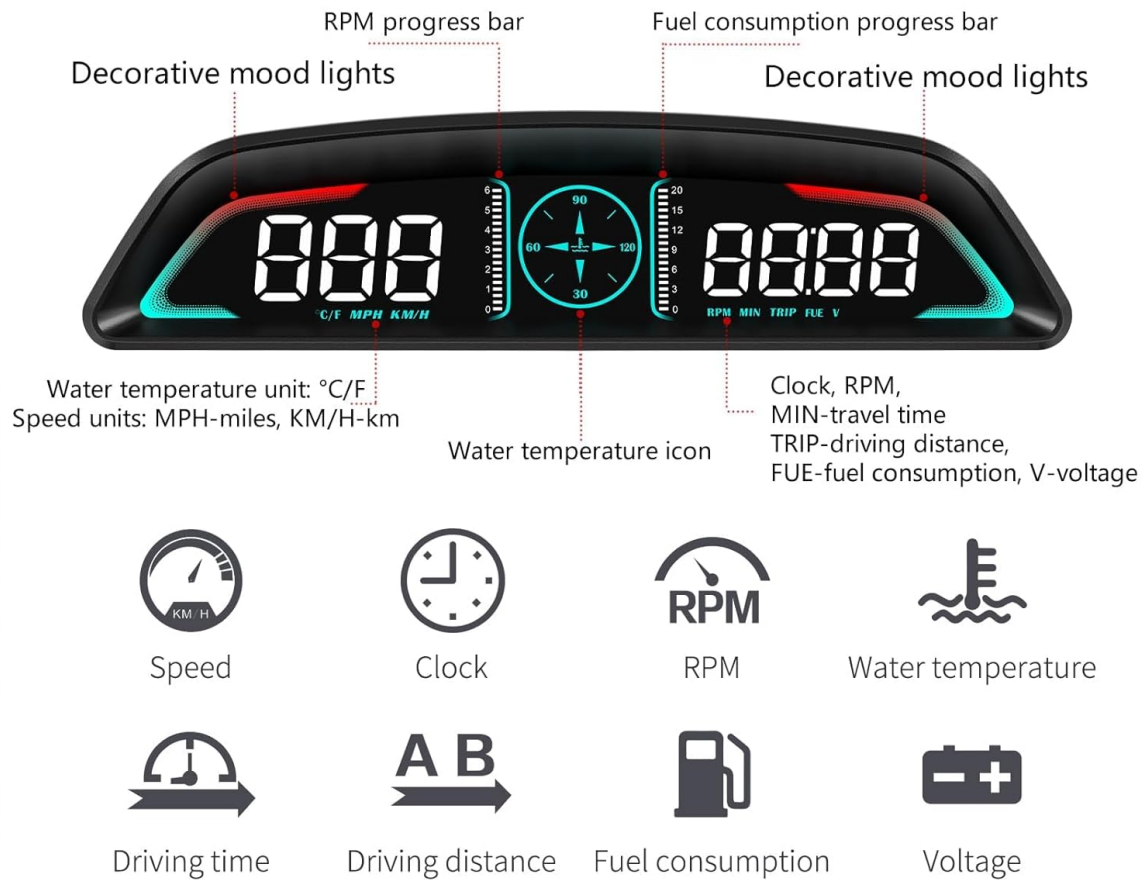 RPM progress bar
Fuel consumption progress bar
Decorative mood lights
Decorative mood lights
6
5
4
3
2
1
0
90
60
120
30
20
15
12
9
6
3
0
888
88:88
°C/F MPH KM/H
RPM MIN TRIP FUE V
Water temperature unit: °C/F
Speed units: MPH-miles, KM/H-km
Water temperature icon
Clock, RPM,
MIN-travel time
TRIP-driving distance,
FUE-fuel consumption, V-voltage
KM/H
RPM
Speed
Clock
RPM
Water temperature
A B
Driving time
Driving distance
Fuel consumption
Voltage